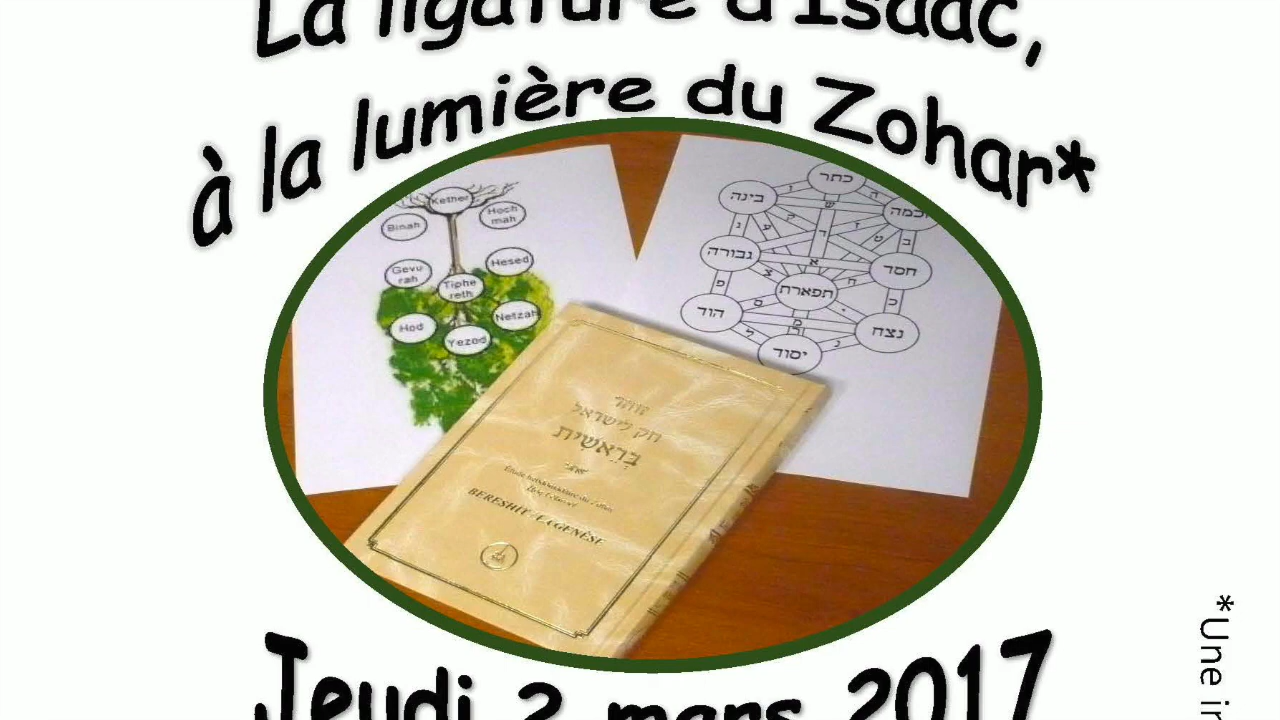 La ligature d'Isaac,
à la lumière du Zohar*
Kether
Binah
Hoch
mah
Gevu
rah
Hesed
Tiphe
reth
Hod
Netzah
Yezod
כתר
בינה
חכמה
גבורה
חסד
תפארת
הוד
נצח
יסוד
זוהר
חק לישראל
בראשית
BERESHIT / LA GENÈSE
Jeudi 2 mars 2017
*Une